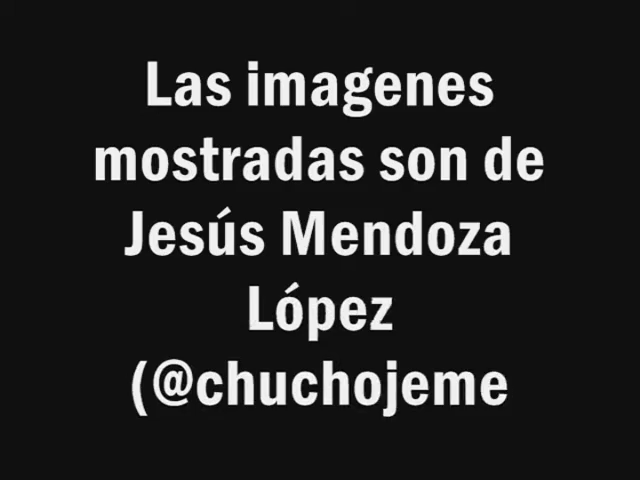 Las imagenes
mostradas son de
Jesús Mendoza
López
(@chuchojeme